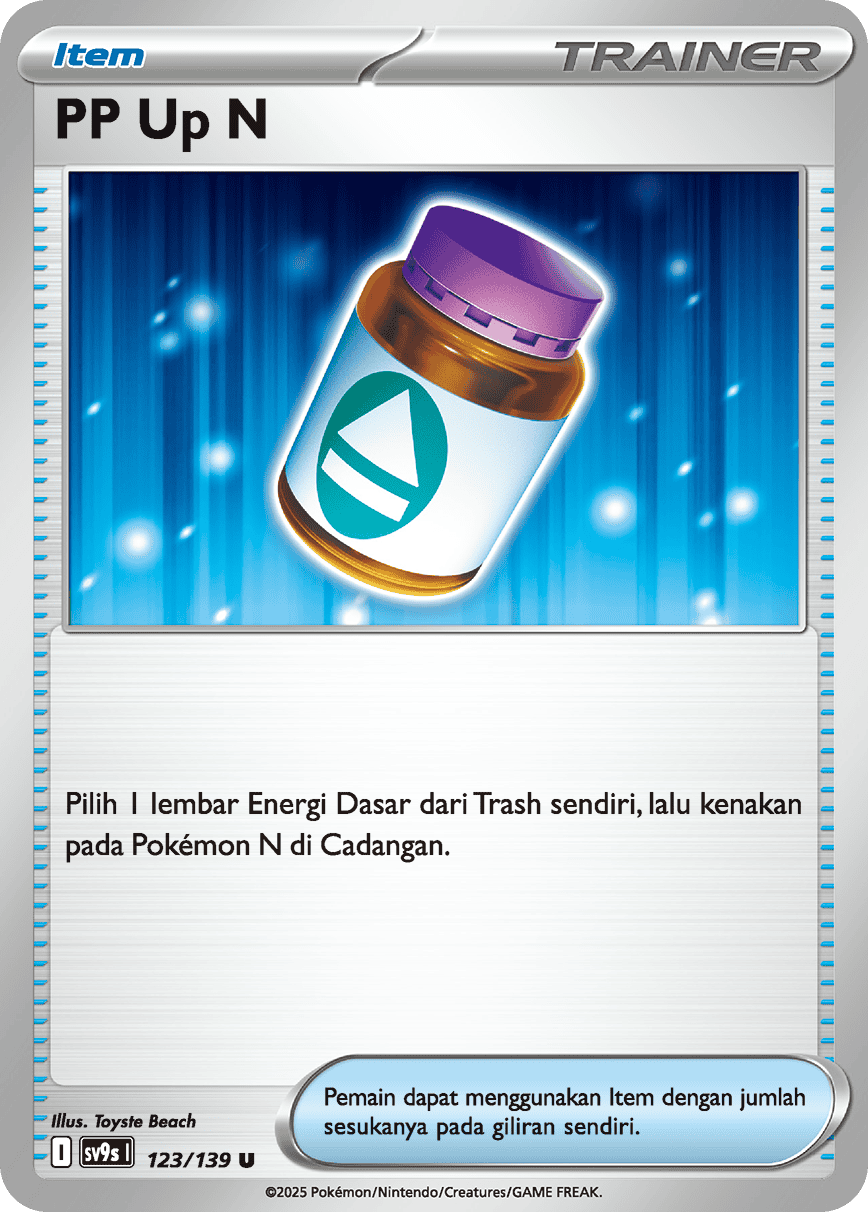 Item
TRAINER
PP Up N
Pilih 1 lembar Energi Dasar dari Trash sendiri, lalu kenakan
pada Pokémon N di Cadangan.
Pemain dapat menggunakan Item dengan jumlah
sesukanya pada giliran sendiri.
Illus. Toyste Beach
I sv9s I 123/139 U
©2025 Pokémon/Nintendo/Creatures/GAME FREAK.